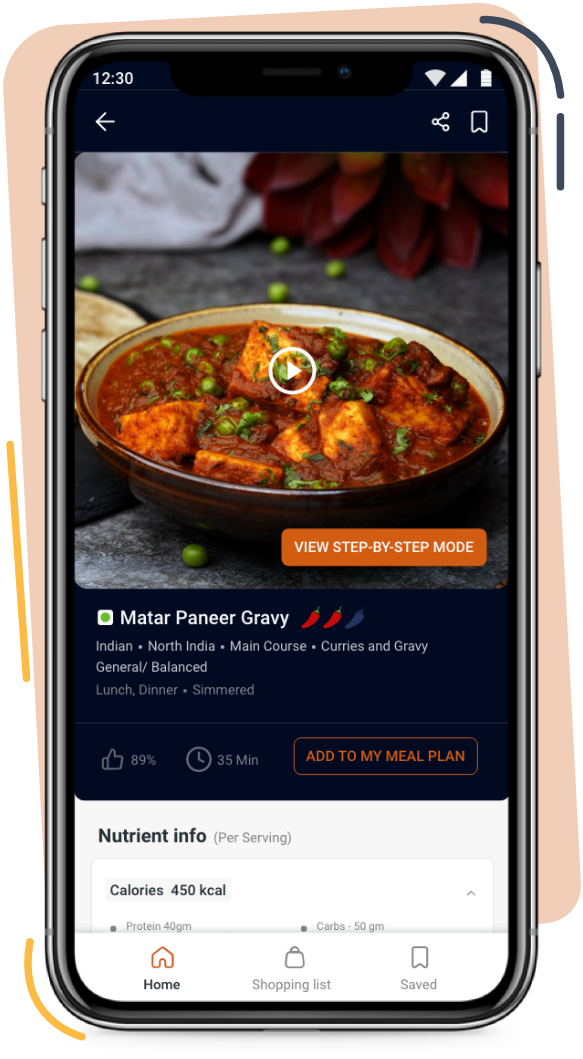 12:30
VIEW STEP-BY-STEP MODE
Matar Paneer Gravy
Indian • North India • Main Course • Curries and Gravy
General/ Balanced
Lunch, Dinner • Simmered
89%
35 Min
ADD TO MY MEAL PLAN
Nutrient info (Per Serving)
Calories 450 kcal
• Protein 40gm
• Carbs - 50 gm
Home
Shopping list
Saved